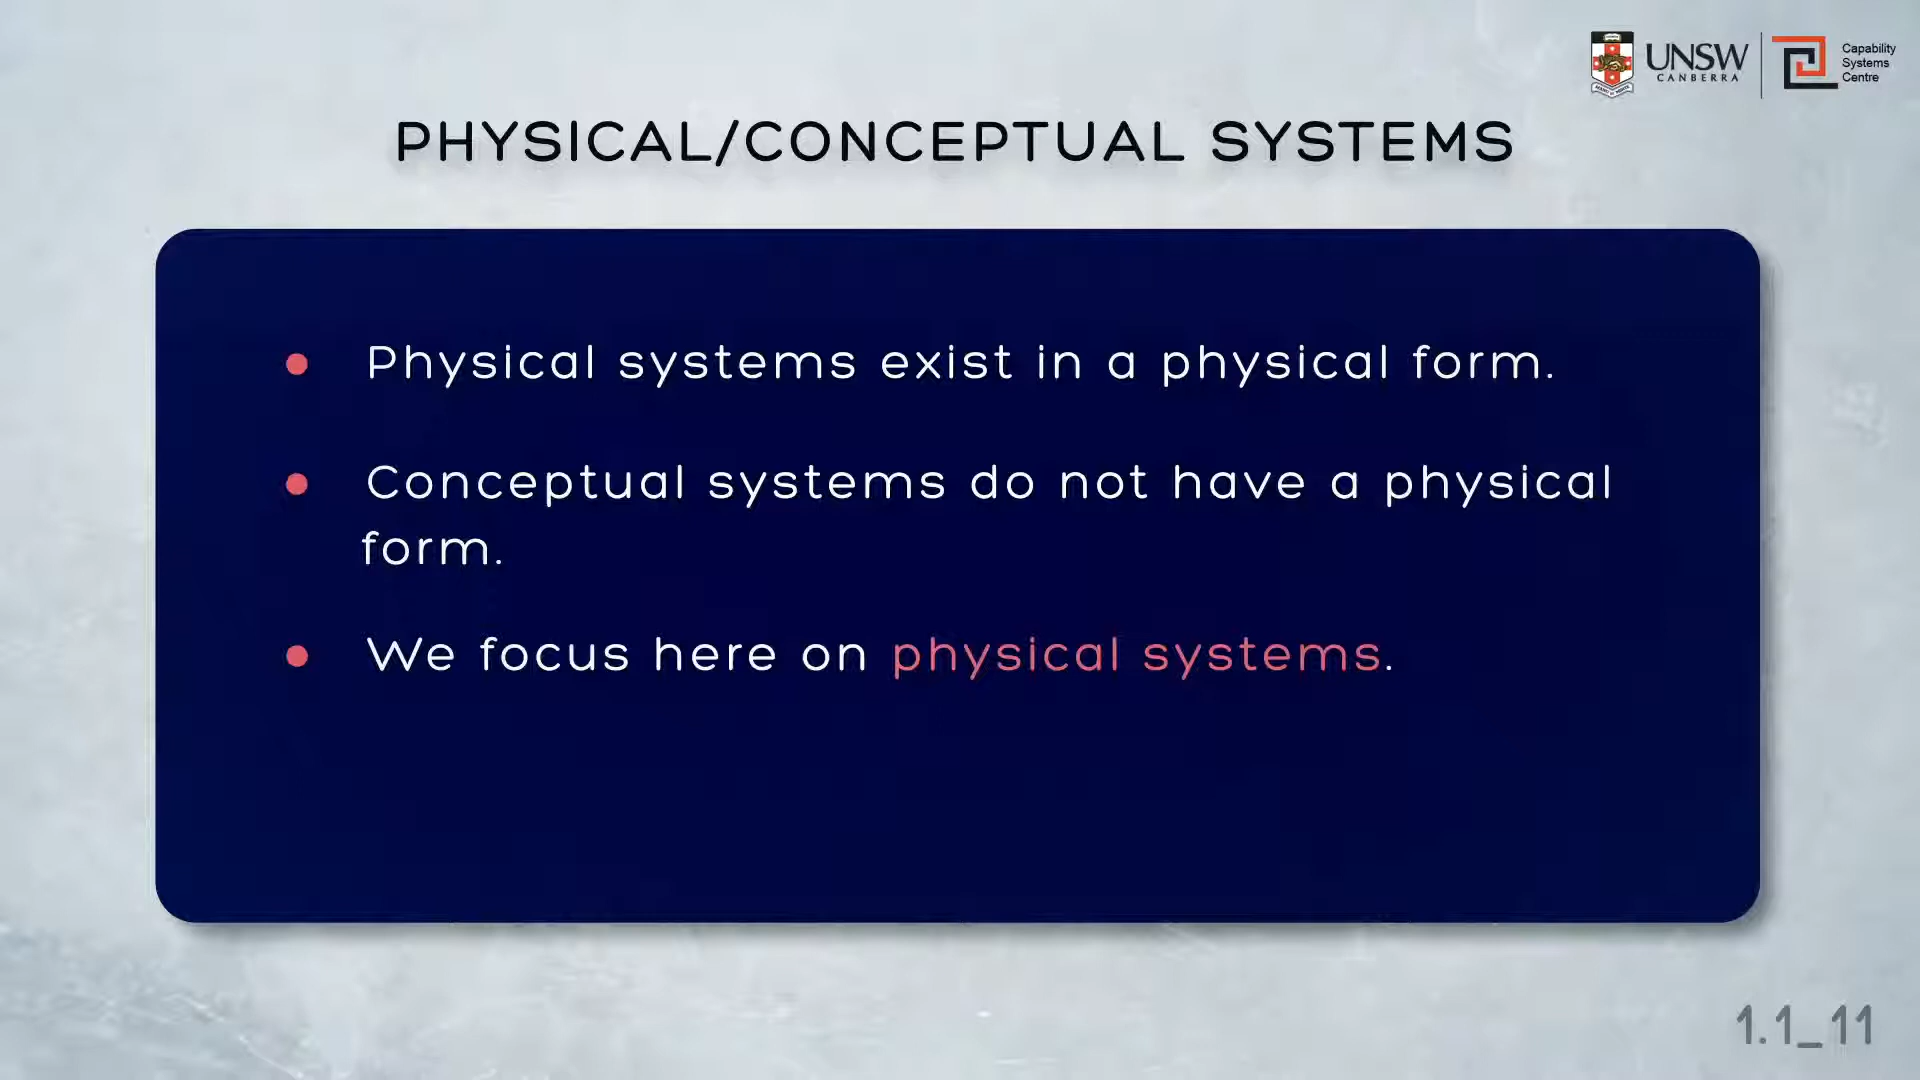 UNSW
CANBERRA
Capability
Systems
Centre
PHYSICAL/CONCEPTUAL SYSTEMS
Physical systems exist in a physical form.
Conceptual systems do not have a physical
form.
We focus here on physical systems.
1.1_11